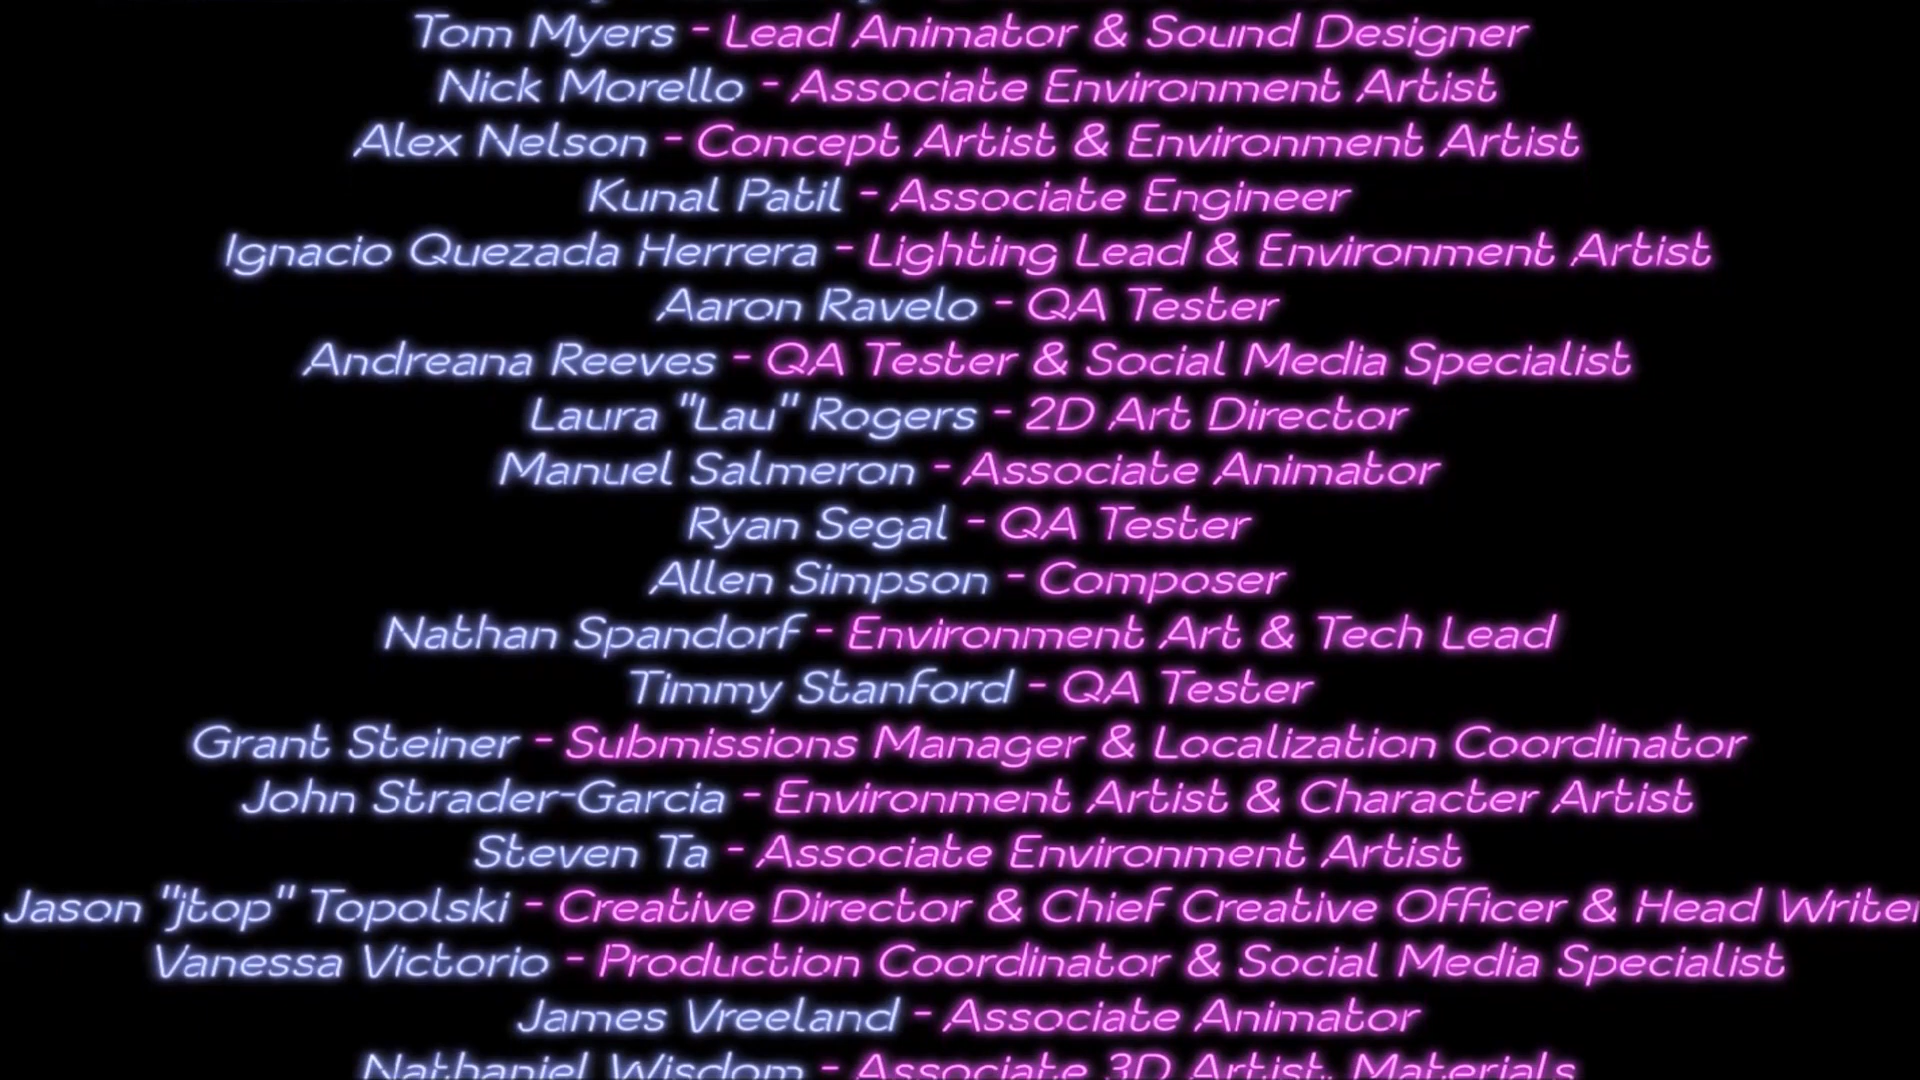 Tom Myers - Lead Animator & Sound Designer
Nick Morello - Associate Environment Artist
Alex Nelson - Concept Artist & Environment Artist
Kunal Patil - Associate Engineer
Ignacio Quezada Herrera - Lighting Lead & Environment Artist
Aaron Ravelo - QA Tester
Andreana Reeves - QA Tester & Social Media Specialist
Laura "Lau" Rogers - 2D Art Director
Manuel Salmeron - Associate Animator
Ryan Segal - QA Tester
Allen Simpson - Composer
Nathan Spandorf - Environment Art & Tech Lead
Timmy Stanford - QA Tester
Grant Steiner - Submissions Manager & Localization Coordinator
John Strader-Garcia - Environment Artist & Character Artist
Steven Ta - Associate Environment Artist
Jason "jtop" Topolski - Creative Director & Chief Creative Officer & Head Writer
Vanessa Victorio - Production Coordinator & Social Media Specialist
James Vreeland - Associate Animator
Nathaniel Wisdom - Associate 3D Artist, Materials